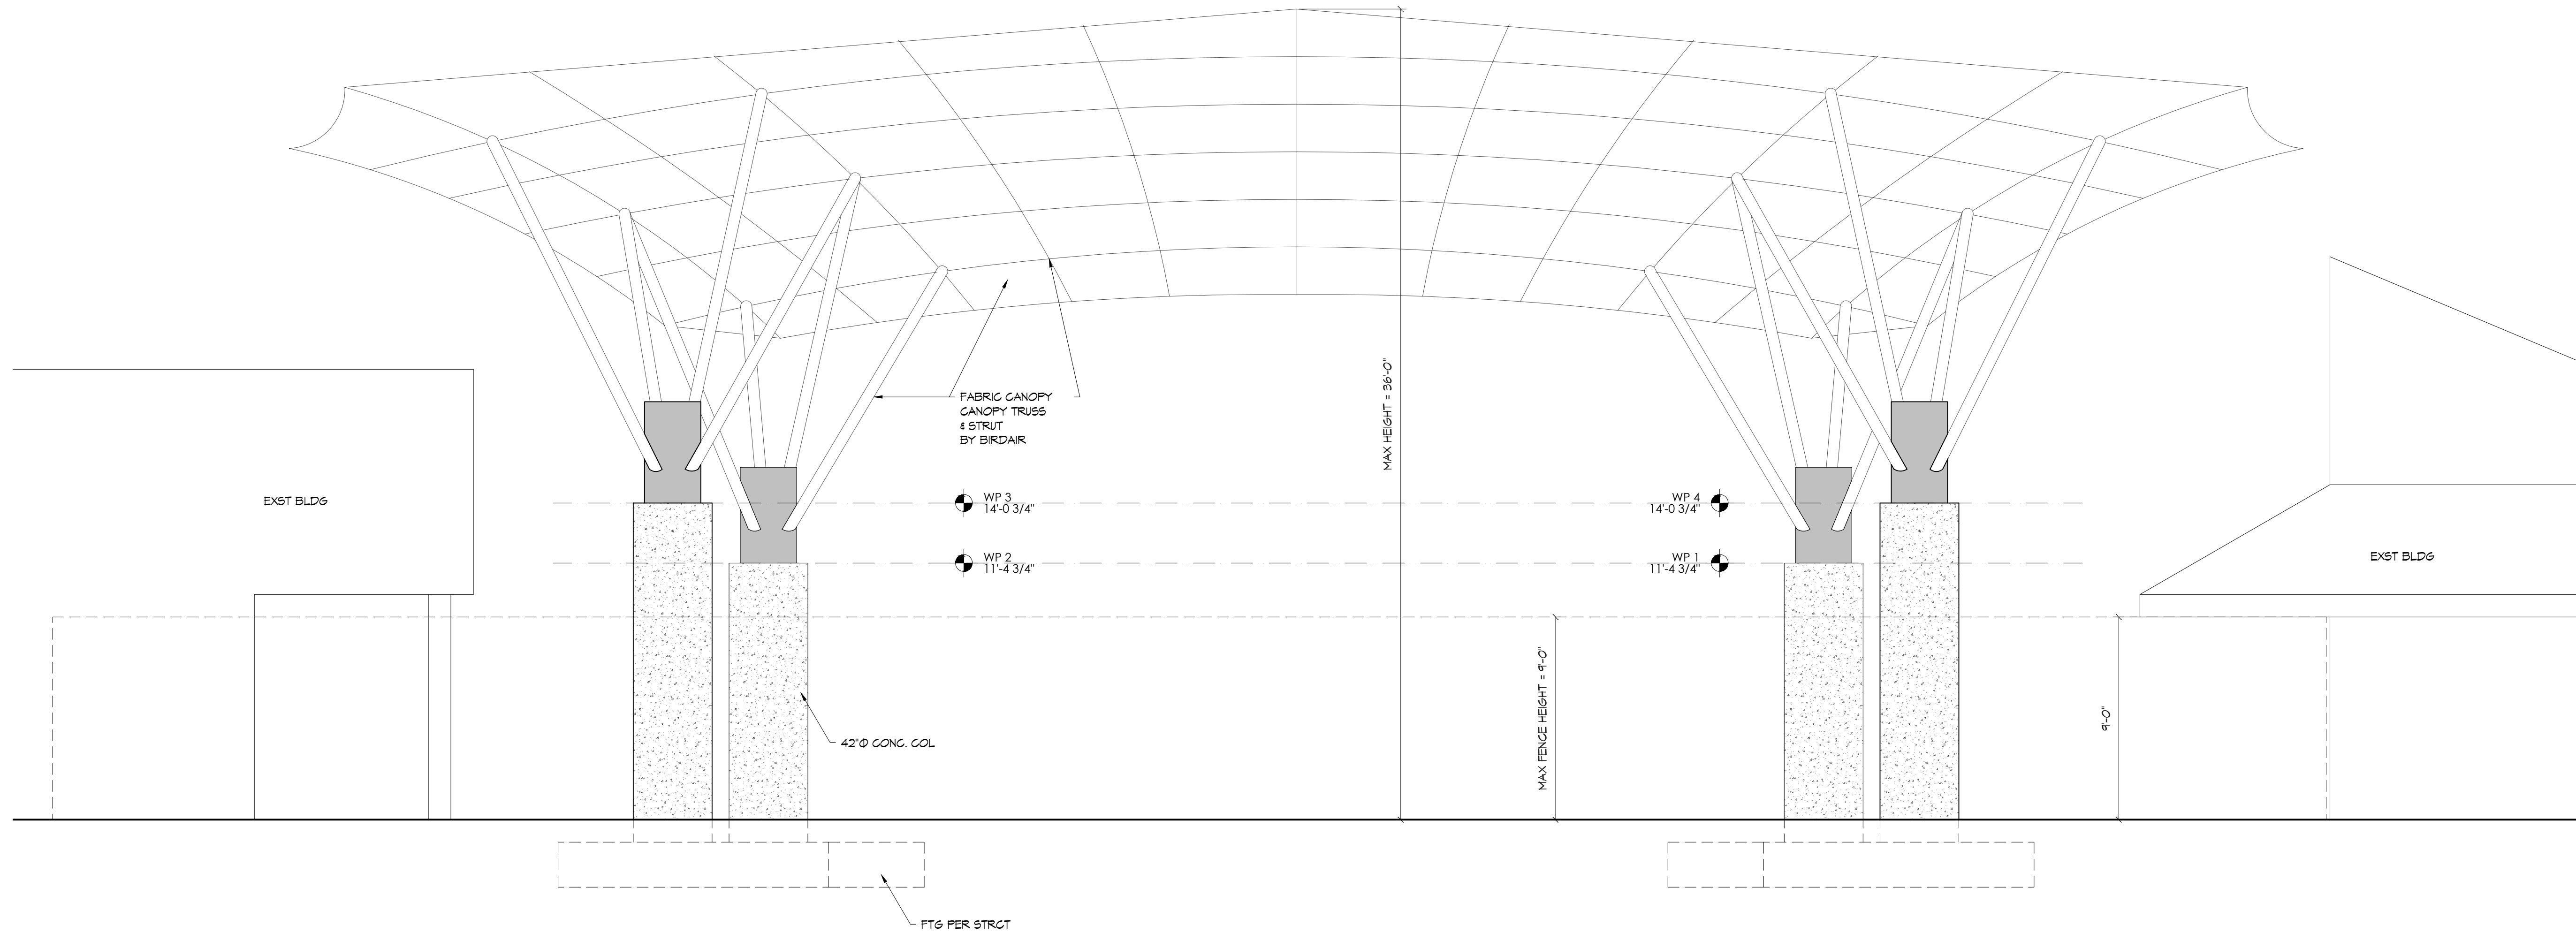 MAX HEIGHT = 36'-0"
FABRIC CANOPY
CANOPY TRUSS
& STRUT
BY BIRDAIR
EXST BLDG
WP 3
14'-0 3/4"
WP 4
14'-0 3/4"
WP 2
11'-4 3/4"
WP 1
11'-4 3/4"
EXST BLDG
MAX FENCE HEIGHT = 9'-0"
9'-0"
42"Φ CONC. COL
FTG PER STRCT